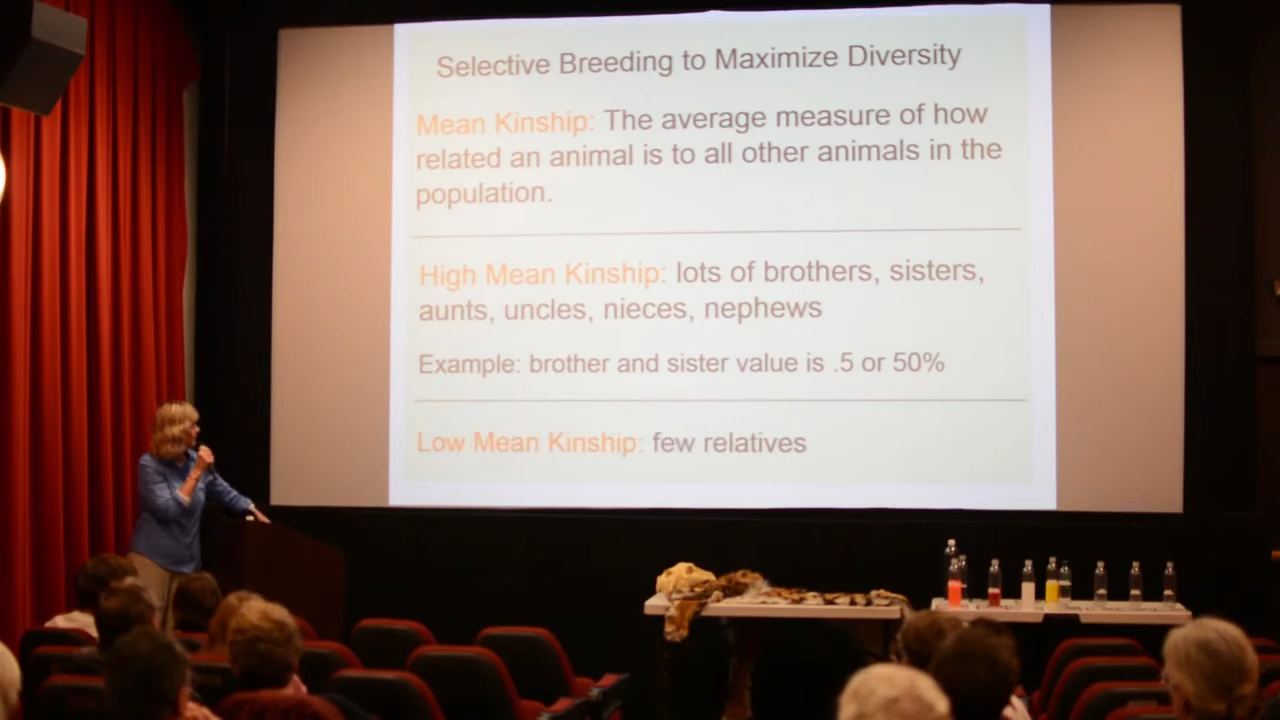 Selective Breeding to Maximize Diversity
Mean Kinship: The average measure of how
related an animal is to all other animals in the
population.
High Mean Kinship: lots of brothers, sisters,
aunts, uncles, nieces, nephews
Example: brother and sister value is .5 or 50%
Low Mean Kinship: few relatives